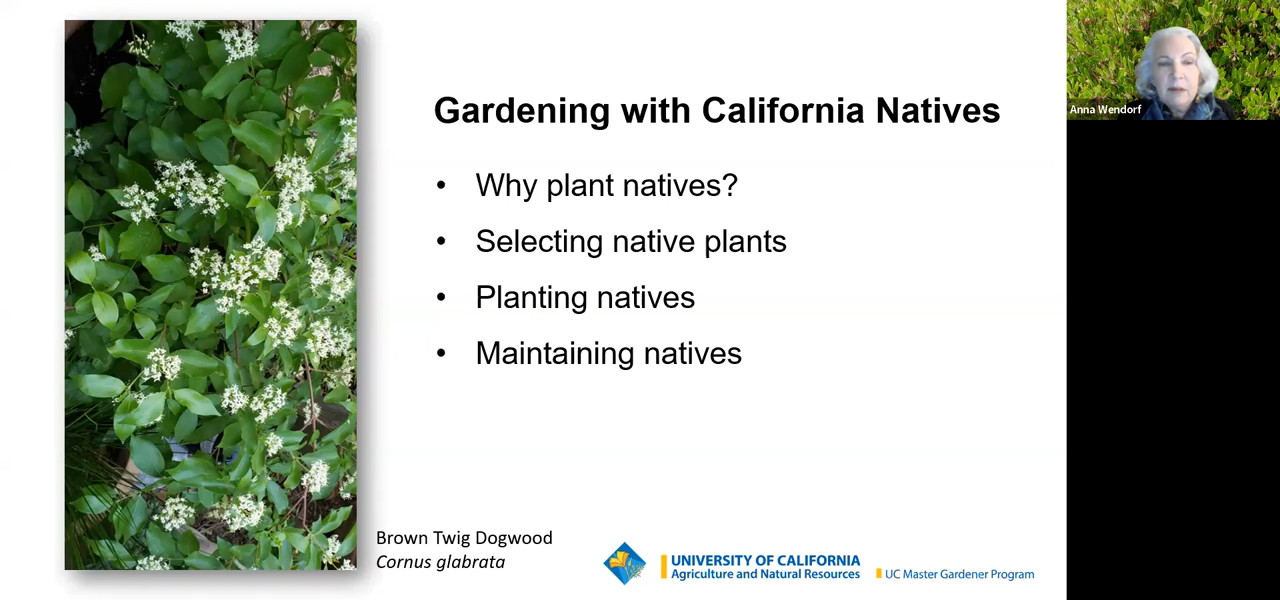 Gardening with California Natives
• Why plant natives?
• Selecting native plants
• Planting natives
• Maintaining natives
Brown Twig Dogwood
Cornus glabrata
UNIVERSITY OF CALIFORNIA
Agriculture and Natural Resources
UC Master Gardener Program
Anna Wendorf